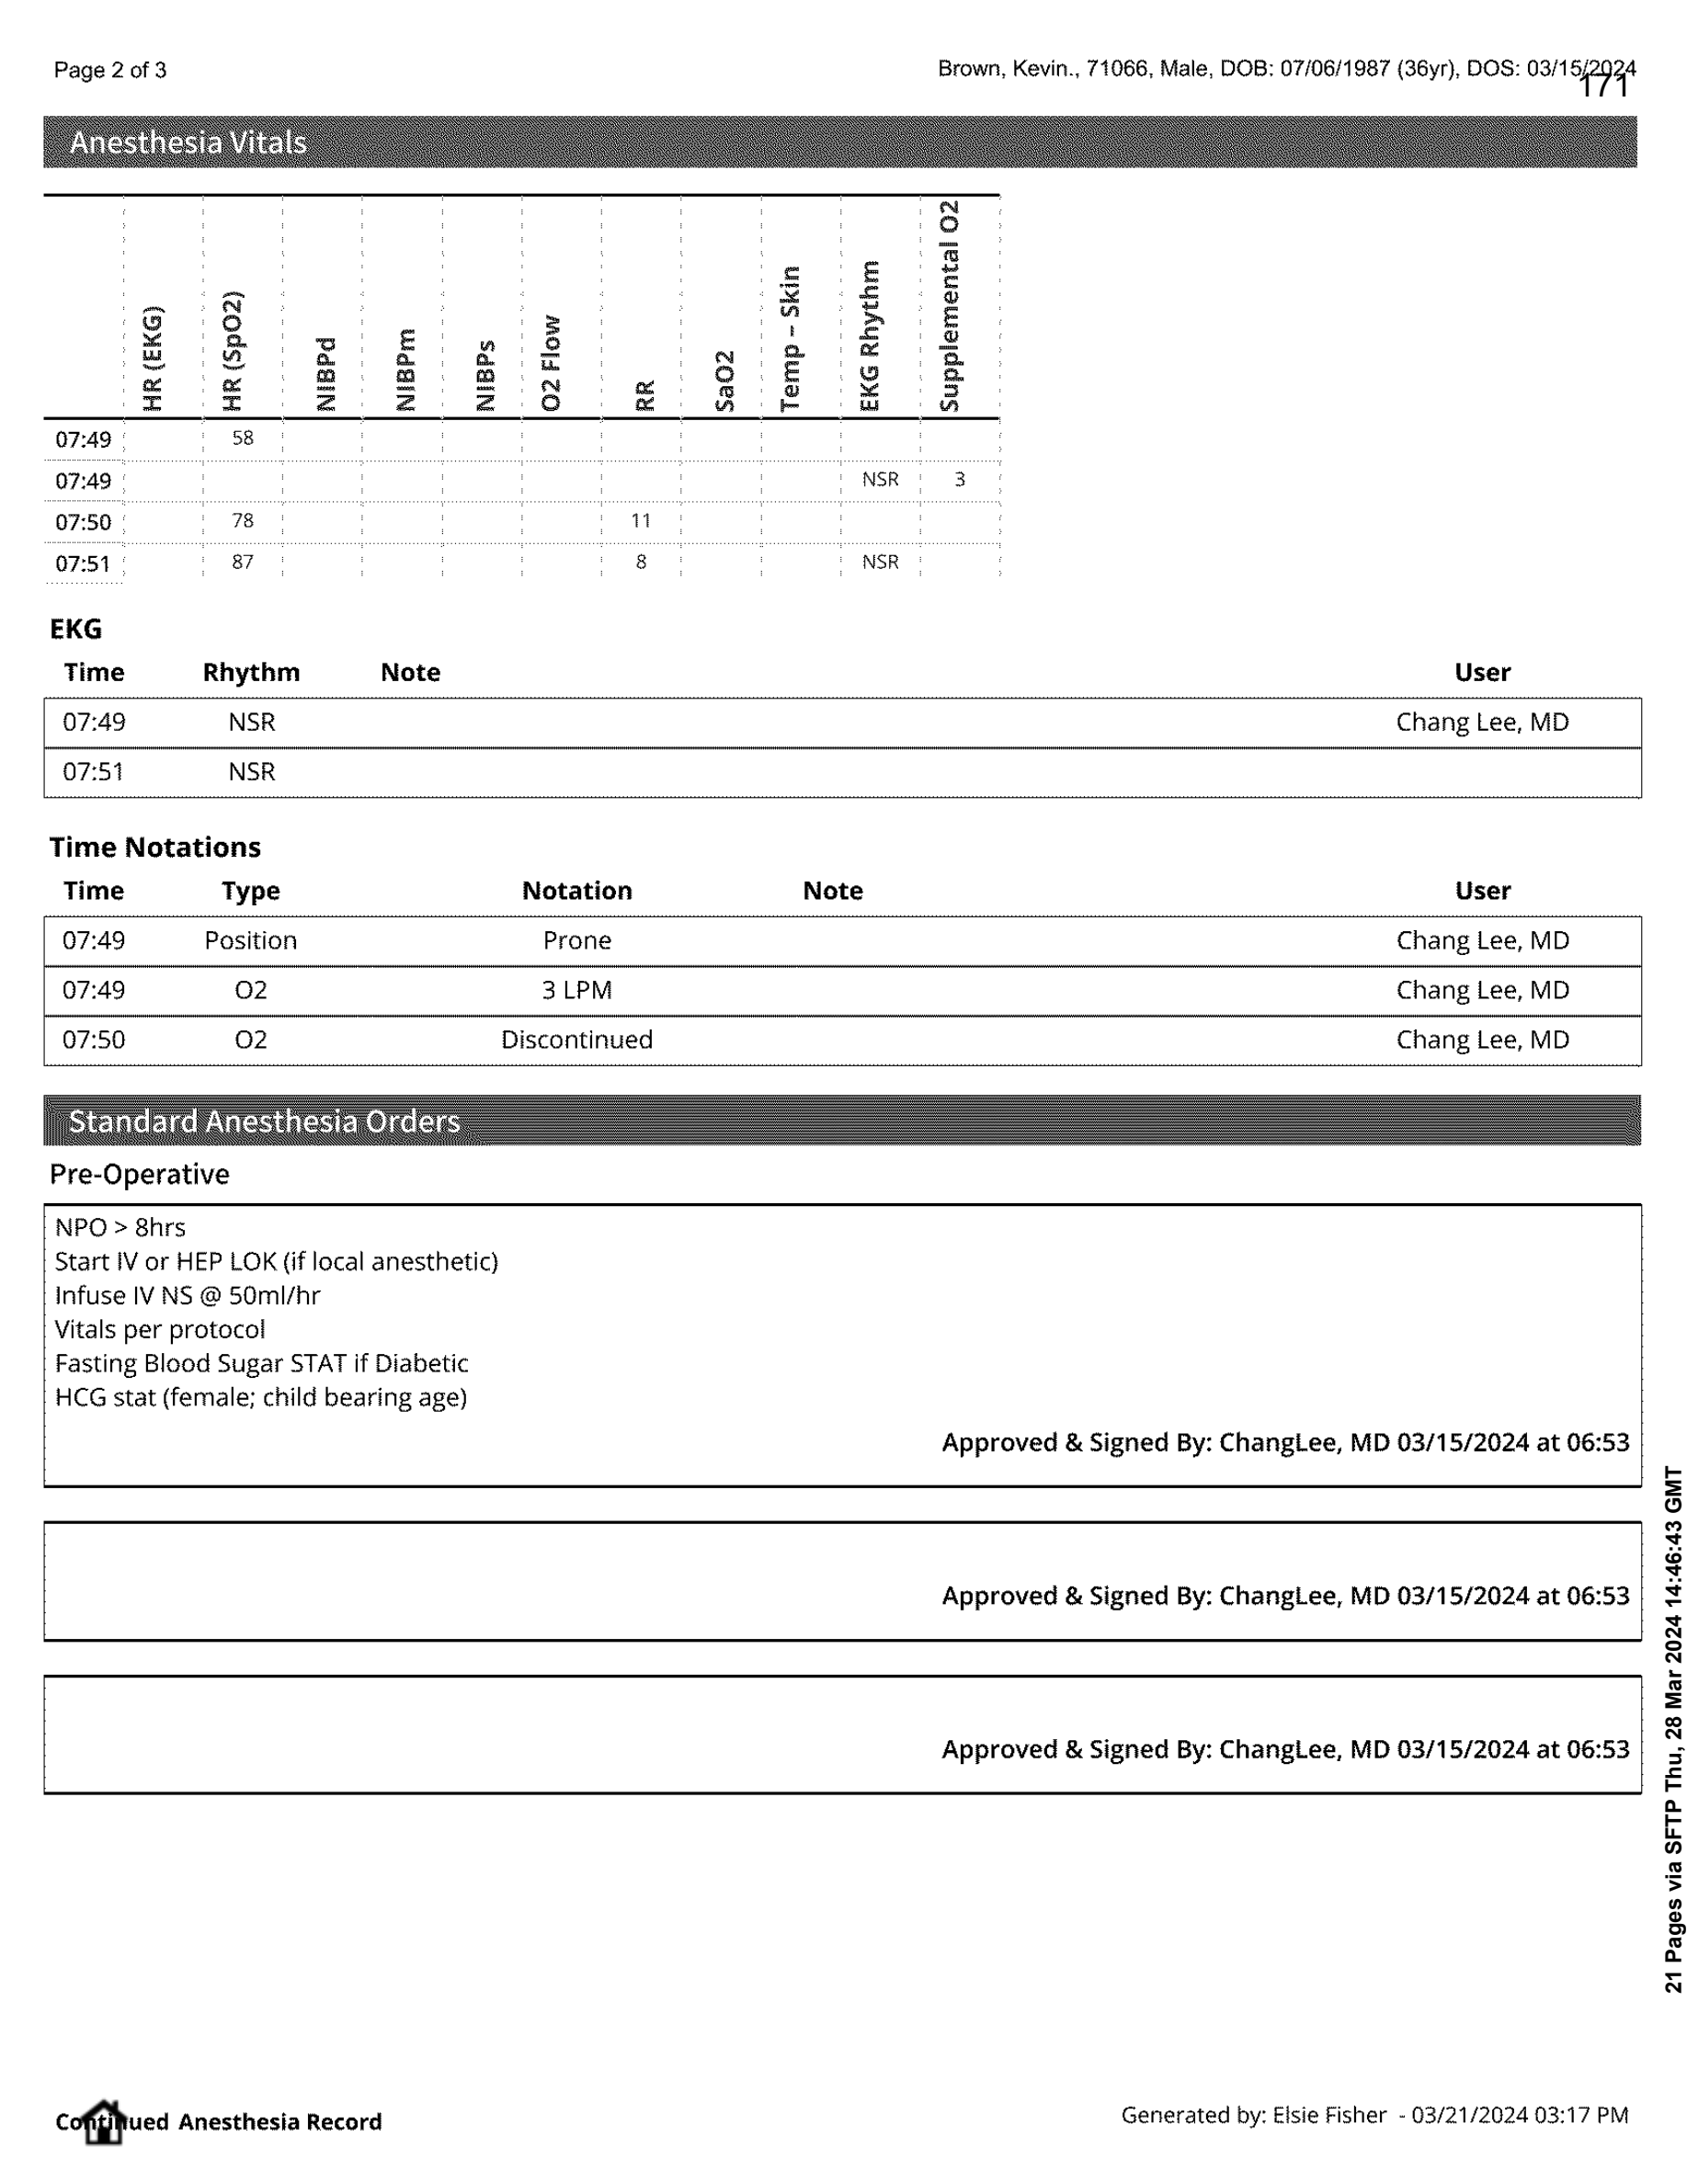 Page 2 of 3
Brown, Kevin., 71066, Male, DOB: 07/06/1987 (36yr), DOS: 03/15/2024
171
Anesthesia Vitals
HR (EKG) HR (SpO2) NIBPd NIBPm NIBPs O2 Flow RR SaO2 Temp – Skin EKG Rhythm Supplemental O2
07:49 58
07:49 NSR 3
07:50 78 11
07:51 87 8 NSR
EKG
Time Rhythm Note User
07:49 NSR Chang Lee, MD
07:51 NSR
Time Notations
Time Type Notation Note User
07:49 Position Prone Chang Lee, MD
07:49 O2 3 LPM Chang Lee, MD
07:50 O2 Discontinued Chang Lee, MD
Standard Anesthesia Orders
Pre-Operative
NPO > 8hrs
Start IV or HEP LOK (if local anesthetic)
Infuse IV NS @ 50ml/hr
Vitals per protocol
Fasting Blood Sugar STAT if Diabetic
HCG stat (female; child bearing age)
Approved & Signed By: ChangLee, MD 03/15/2024 at 06:53
Approved & Signed By: ChangLee, MD 03/15/2024 at 06:53
Approved & Signed By: ChangLee, MD 03/15/2024 at 06:53
21 Pages via SFTP Thu, 28 Mar 2024 14:46:43 GMT
Continued Anesthesia Record
Generated by: Elsie Fisher - 03/21/2024 03:17 PM